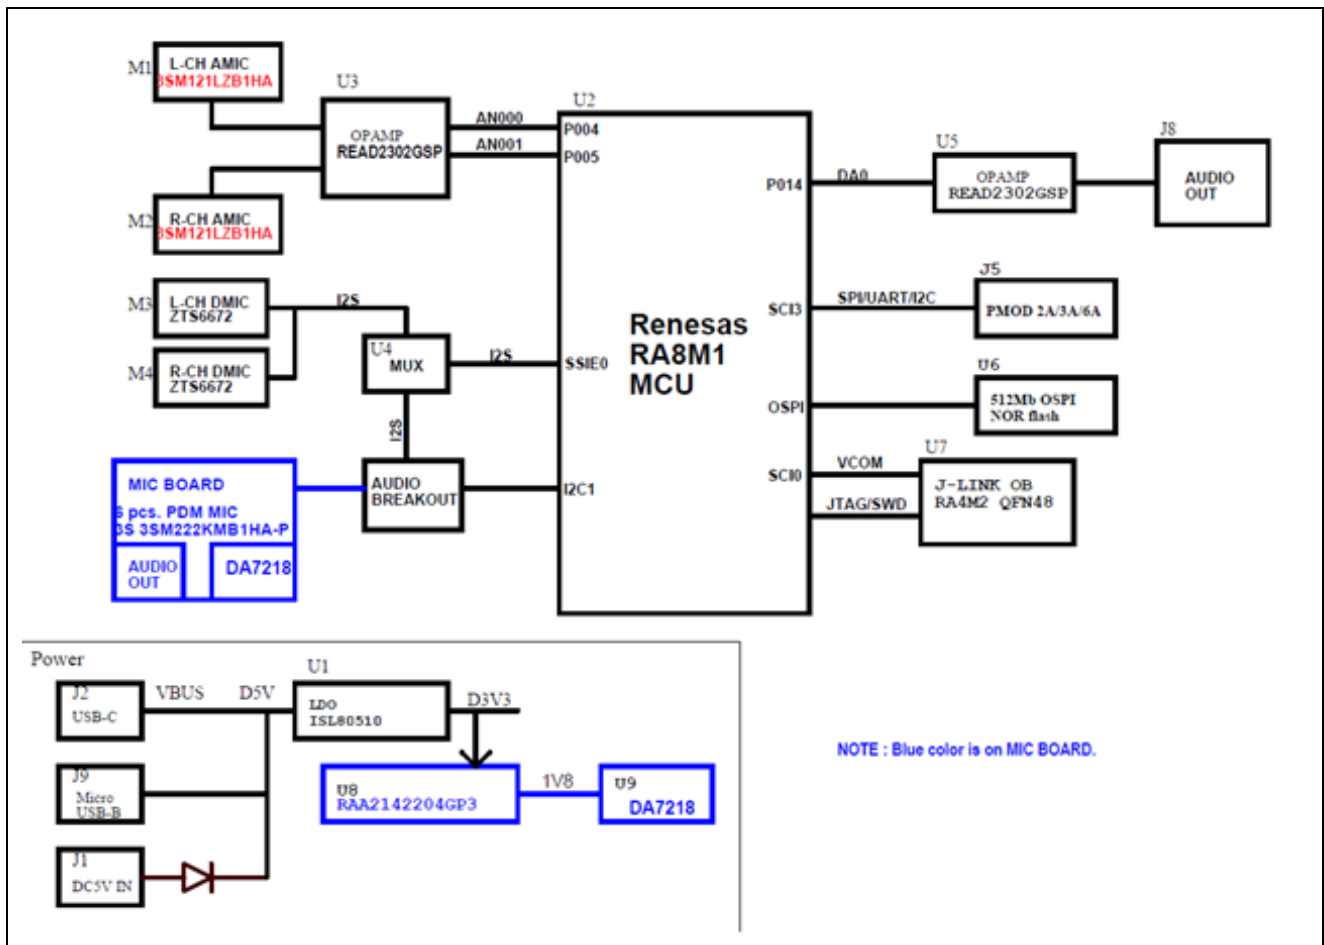 M1
L-CH AMIC
3SM121LZB1HA
U3
OPAMP
READ2302GSP
AN000
AN001
M2
R-CH AMIC
3SM121LZB1HA
M3
L-CH DMIC
ZTS6672
M4
R-CH DMIC
ZTS6672
I2S
U4
MUX
I2S
I2S
AUDIO
BREAKOUT
MIC BOARD
6 pcs. PDM MIC
3S 3SM222KMB1HA-P
AUDIO
OUT
DA7218
U2
P004
P005
SSIE0
I2C1
Renesas
RA8M1
MCU
P014
SCI3
OSPI
SCI0
DA0
U5
OPAMP
READ2302GSP
J8
AUDIO
OUT
SPI/UART/I2C
J5
PMOD 2A/3A/6A
U6
512Mb OSPI
NOR flash
VCOM
JTAG/SWD
U7
J-LINK OB
RA4M2 QFN48
Power
J2
USB-C
VBUS
D5V
U1
LDO
ISL80510
D3V3
J9
Micro
USB-B
J1
DC5V IN
U8
RAA2142204GP3
1V8
U9
DA7218
NOTE : Blue color is on MIC BOARD.